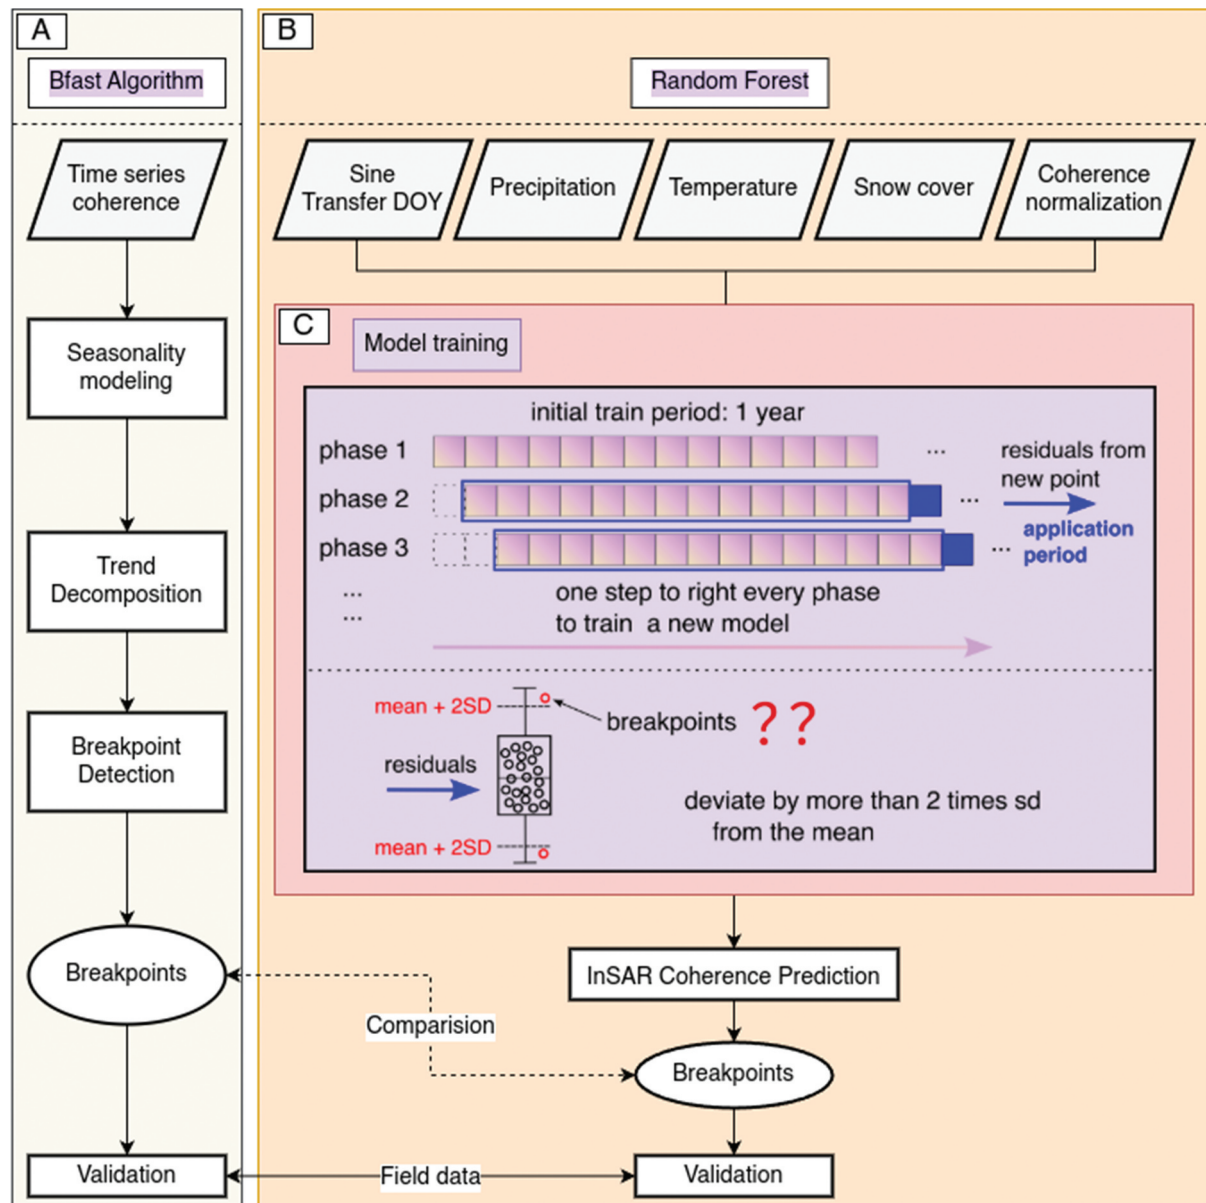 A
Bfast Algorithm
Time series
coherence
Seasonality
modeling
Trend
Decomposition
Breakpoint
Detection
Breakpoints
Validation
B
Random Forest
Sine
Transfer DOY
Precipitation
Temperature
Snow cover
Coherence
normalization
C
Model training
initial train period: 1 year
phase 1
...
phase 2
...
phase 3
...
residuals from
new point
application
period
...
...
one step to right every phase
to train a new model
mean + 2SD
breakpoints ??
residuals
deviate by more than 2 times sd
from the mean
mean + 2SD
InSAR Coherence Prediction
Comparision
Breakpoints
Field data
Validation